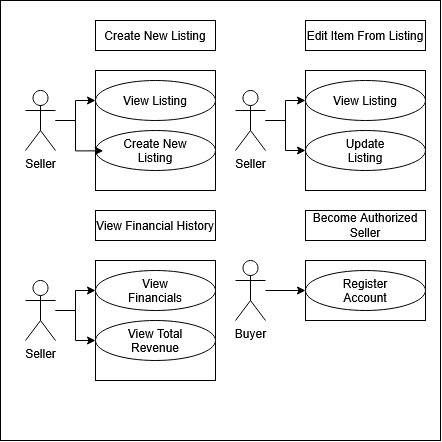 Create New Listing
Edit Item From Listing
View Listing
Create New
Listing
Seller
View Listing
Update
Listing
Seller
View Financial History
Become Authorized
Seller
View
Financials
View Total
Revenue
Seller
Register
Account
Buyer